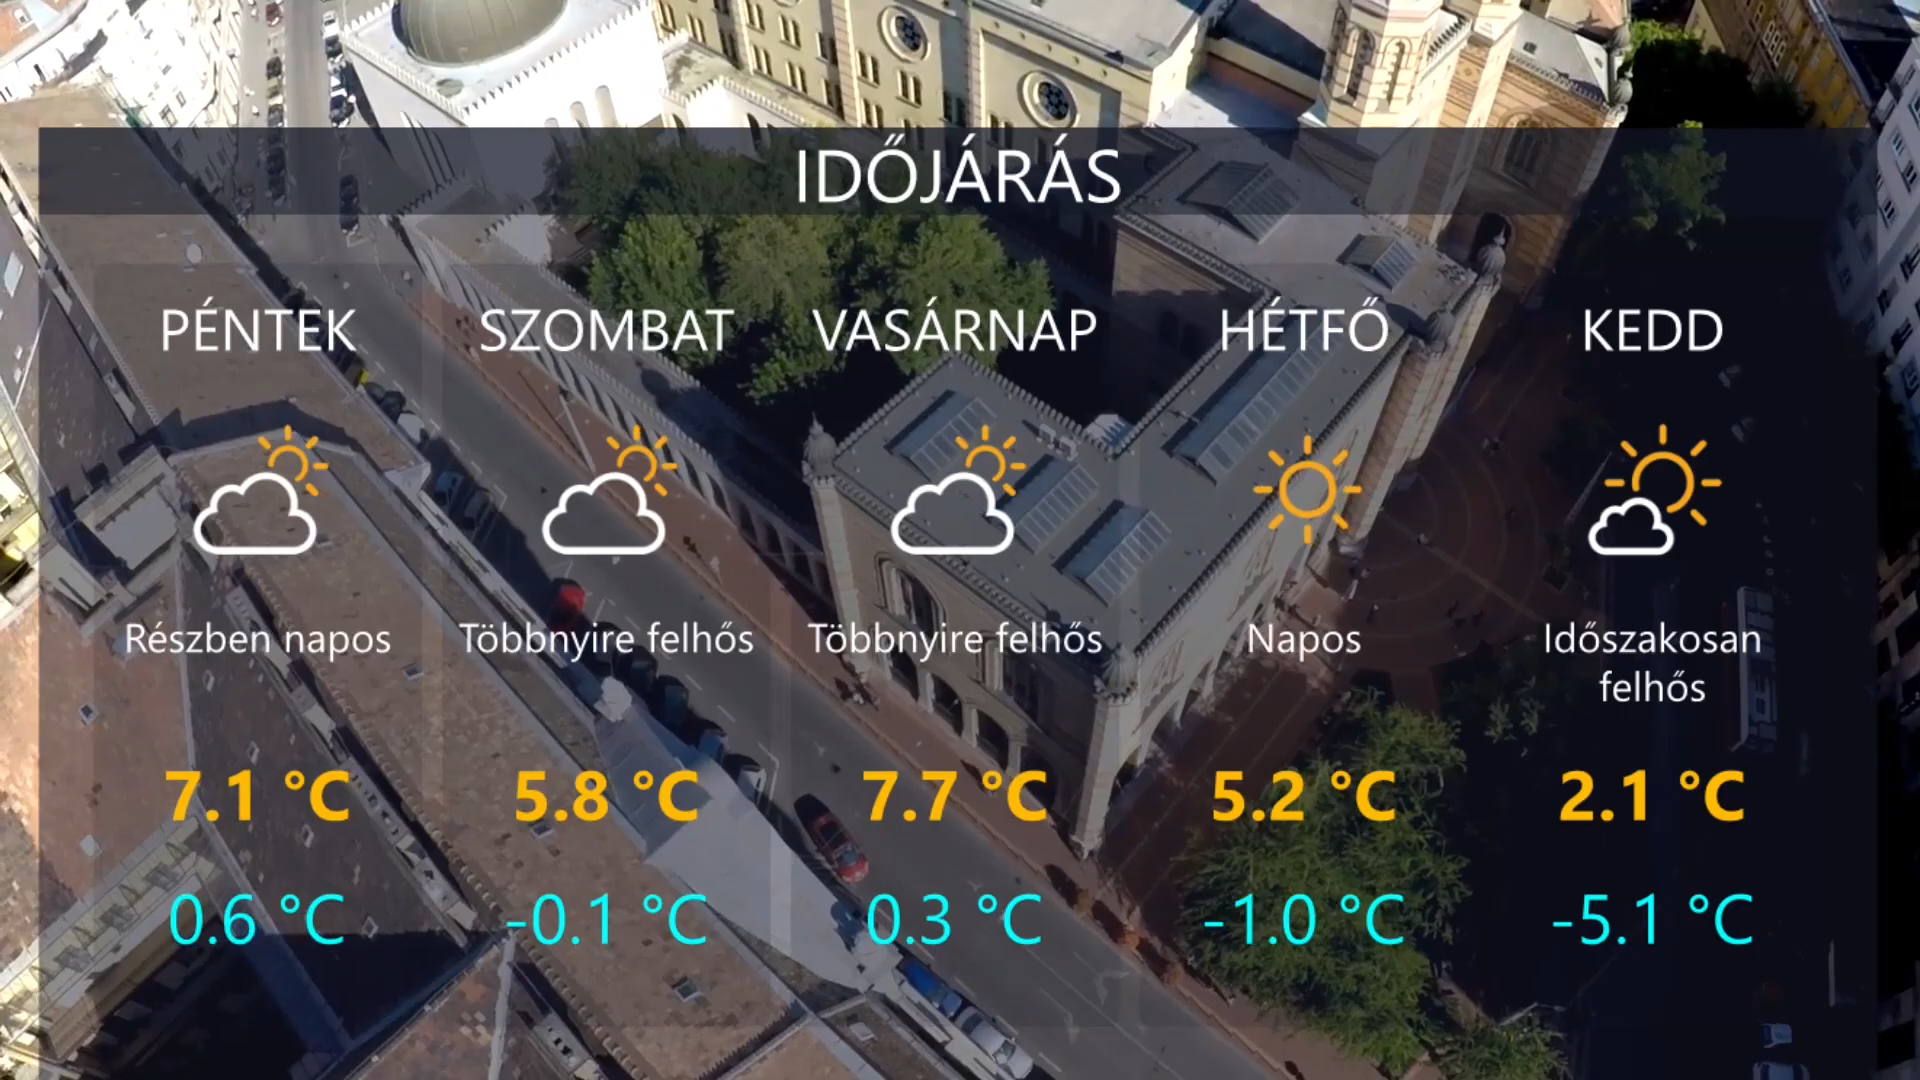 IDŐJÁRÁS
PÉNTEK
Részben napos
7.1 °C
0.6 °C
SZOMBAT
Többnyire felhős
5.8 °C
-0.1 °C
VASÁRNAP
Többnyire felhős
7.7 °C
0.3 °C
HÉTFŐ
Napos
5.2 °C
-1.0 °C
KEDD
Időszakosan
felhős
2.1 °C
-5.1 °C